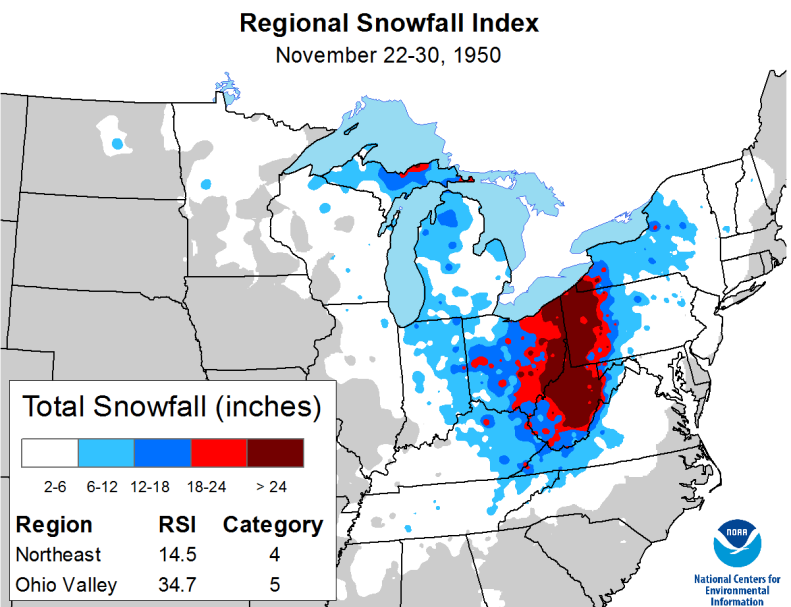 Regional Snowfall Index
November 22-30, 1950
Total Snowfall (inches)
2-6 6-12 12-18 18-24 > 24
Region RSI Category
Northeast 14.5 4
Ohio Valley 34.7 5
NOAA
National Centers for
Environmental
Information